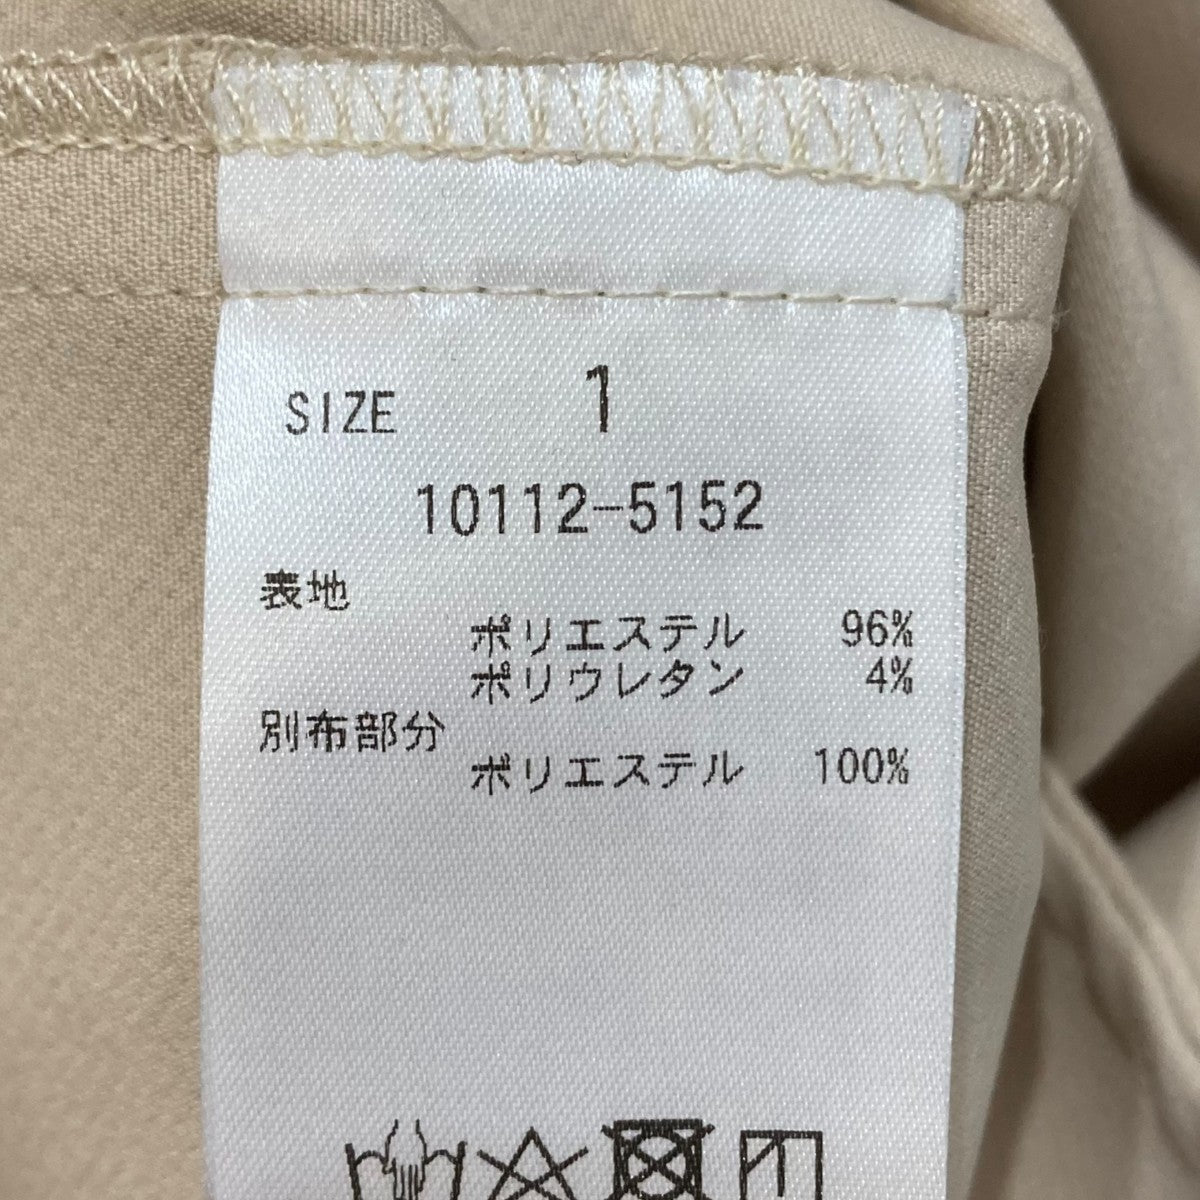 SIZE 1
10112-5152
表地
ポリエステル 96%
ポリウレタン 4%
別布部分
ポリエステル 100%